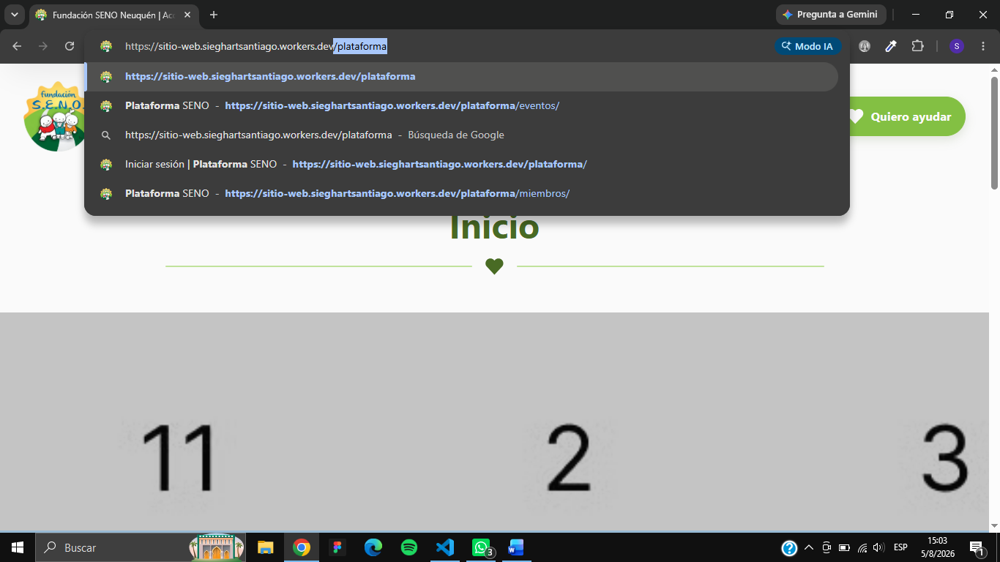 Fundación SENO Neuquén | Ac
Pregunta a Gemini
https://sitio-web.sieghartsantiago.workers.dev/plataforma
Modo IA
S
https://sitio-web.sieghartsantiago.workers.dev/plataforma
Plataforma SENO - https://sitio-web.sieghartsantiago.workers.dev/plataforma/eventos/
https://sitio-web.sieghartsantiago.workers.dev/plataforma - Búsqueda de Google
Iniciar sesión | Plataforma SENO - https://sitio-web.sieghartsantiago.workers.dev/plataforma/
Plataforma SENO - https://sitio-web.sieghartsantiago.workers.dev/plataforma/miembros/
fundación
S.E.N.O.
Quiero ayudar
Inicio
11 2 3
Buscar
3
W
ESP
15:03
5/8/2026
1